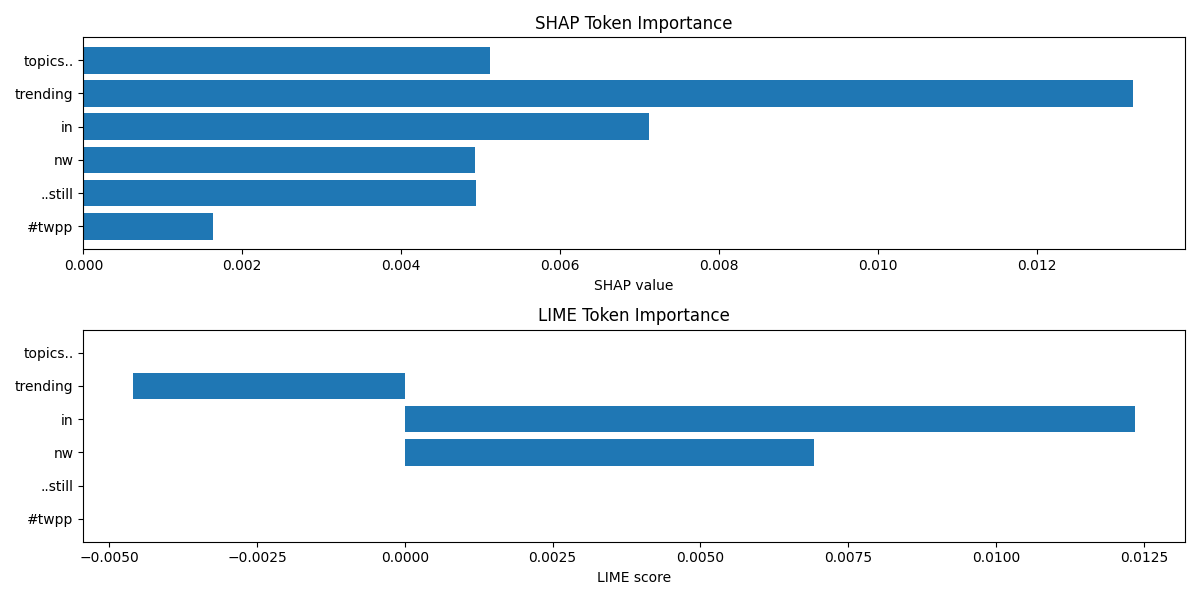 SHAP Token Importance
topics..
trending
in
nw
..still
#twpp
0.000 0.002 0.004 0.006 0.008 0.010 0.012
SHAP value
LIME Token Importance
topics..
trending
in
nw
..still
#twpp
−0.0050 −0.0025 0.0000 0.0025 0.0050 0.0075 0.0100 0.0125
LIME score